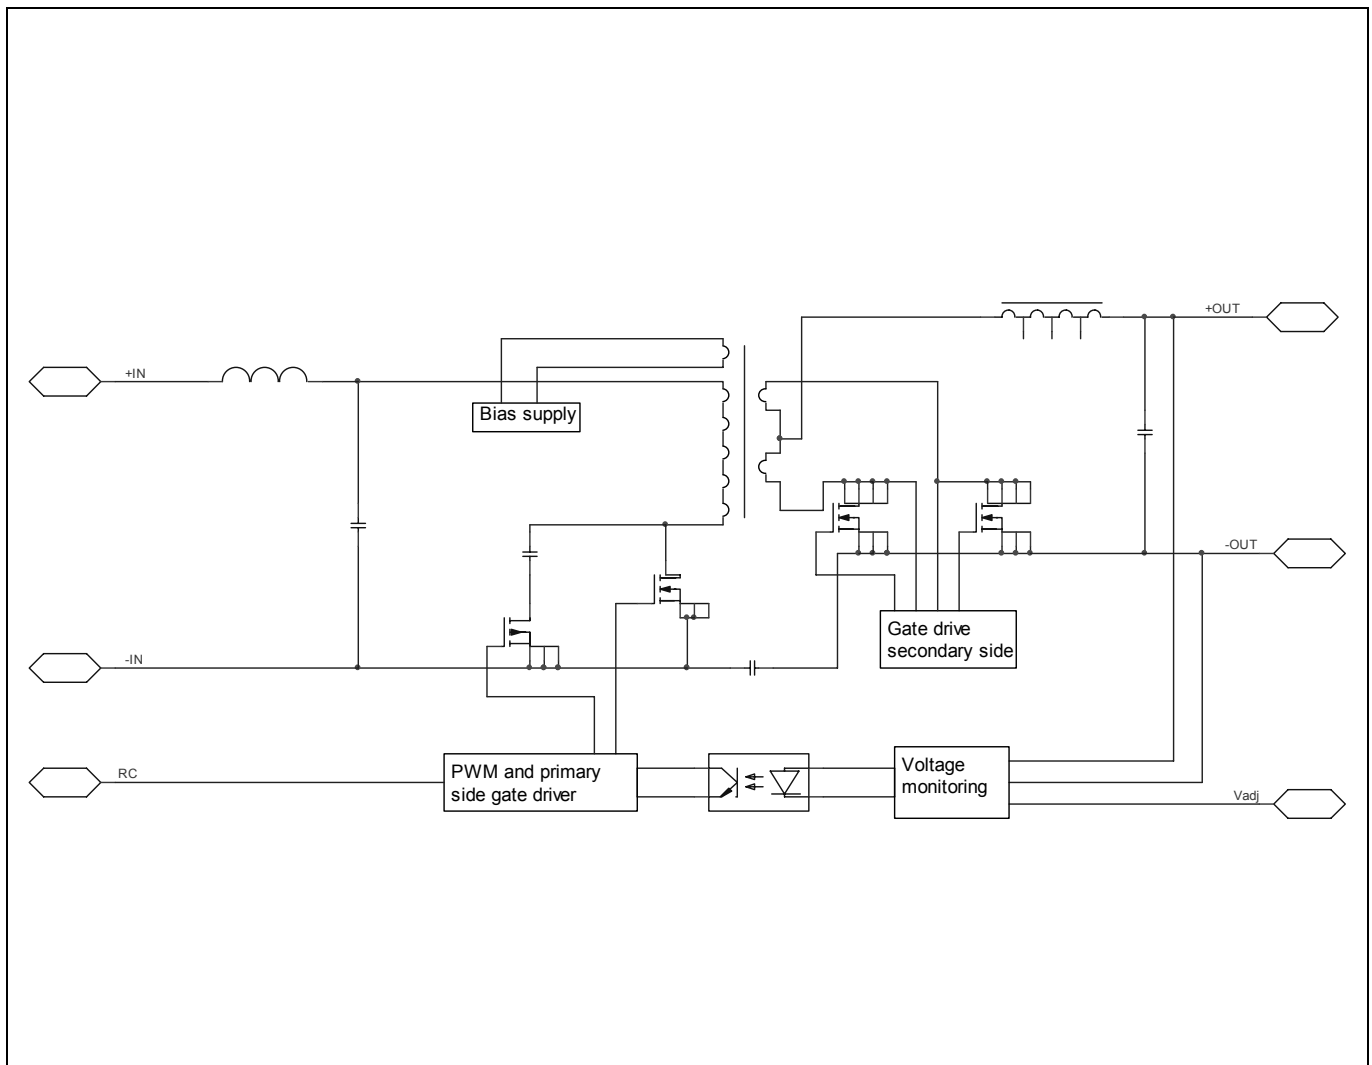 +OUT
+IN
Bias supply
-OUT
Gate drive
secondary side
-IN
RC
PWM and primary
side gate driver
Voltage
monitoring
Vadj